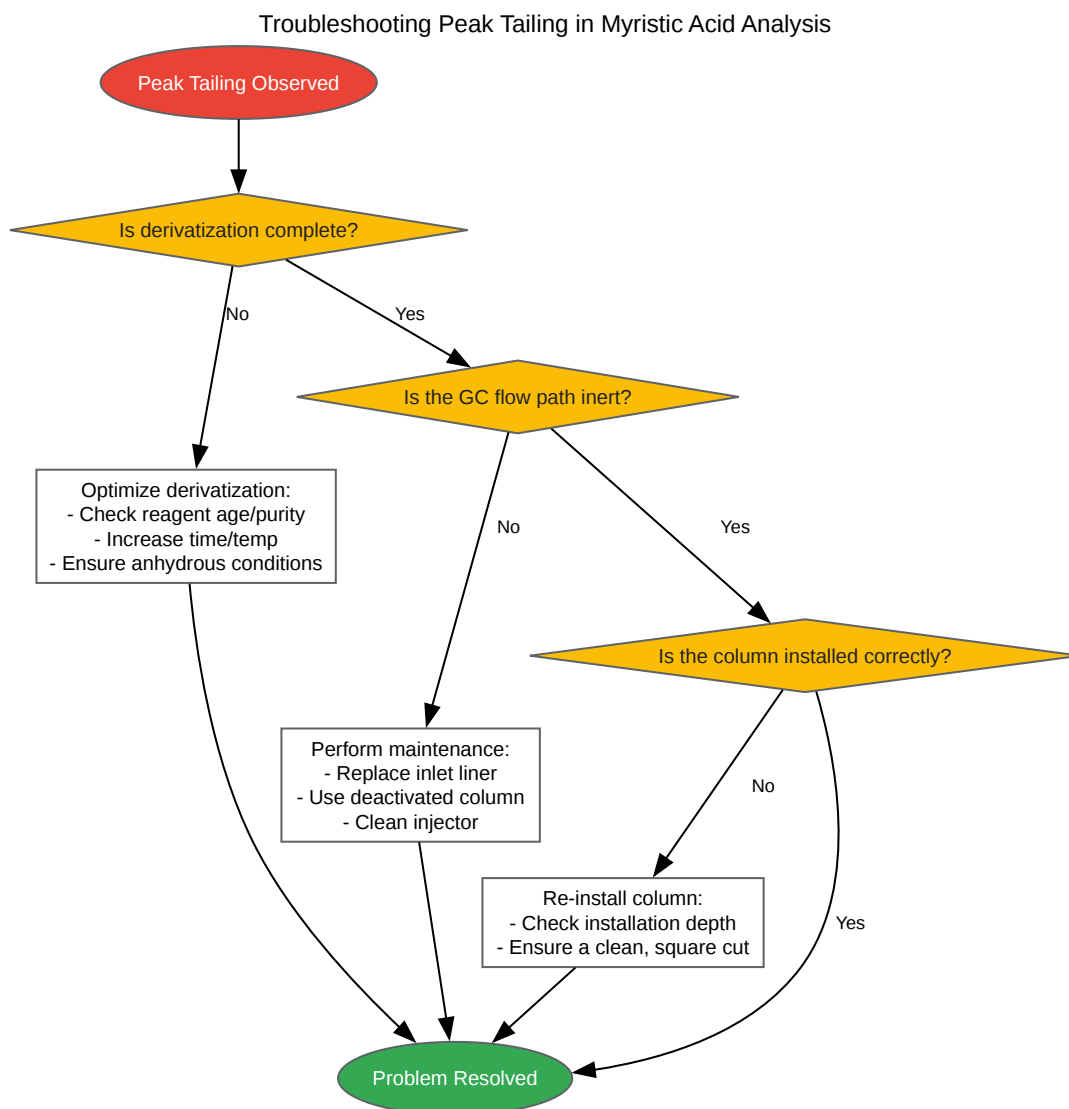 Troubleshooting Peak Tailing in Myristic Acid Analysis
Peak Tailing Observed
Is derivatization complete?
No
Yes
Is the GC flow path inert?
Optimize derivatization:
- Check reagent age/purity
- Increase time/temp
- Ensure anhydrous conditions
No
Yes
Is the column installed correctly?
Perform maintenance:
- Replace inlet liner
- Use deactivated column
- Clean injector
No
Re-install column:
- Check installation depth
- Ensure a clean, square cut
Yes
Problem Resolved